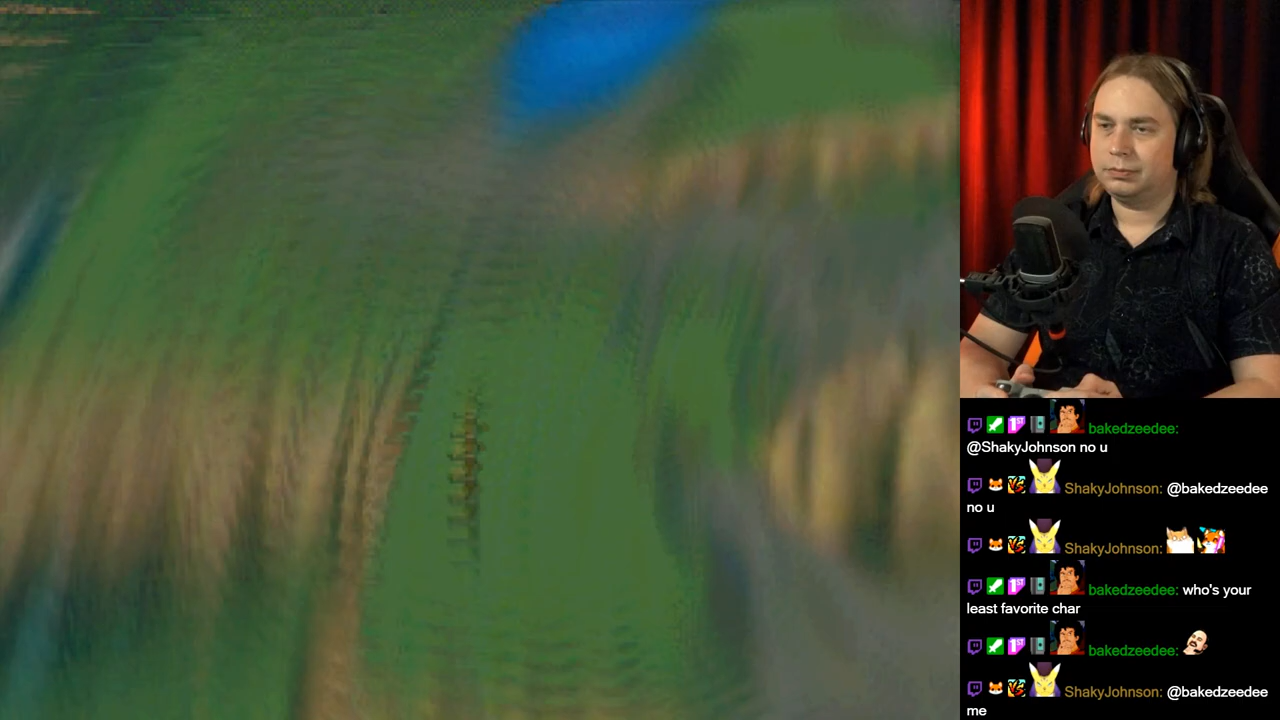 bakedzeedee:
@ShakyJohnson no u
ShakyJohnson: @bakedzeedee
no u
ShakyJohnson:
bakedzeedee: who's your
least favorite char
bakedzeedee:
ShakyJohnson: @bakedzeedee
me